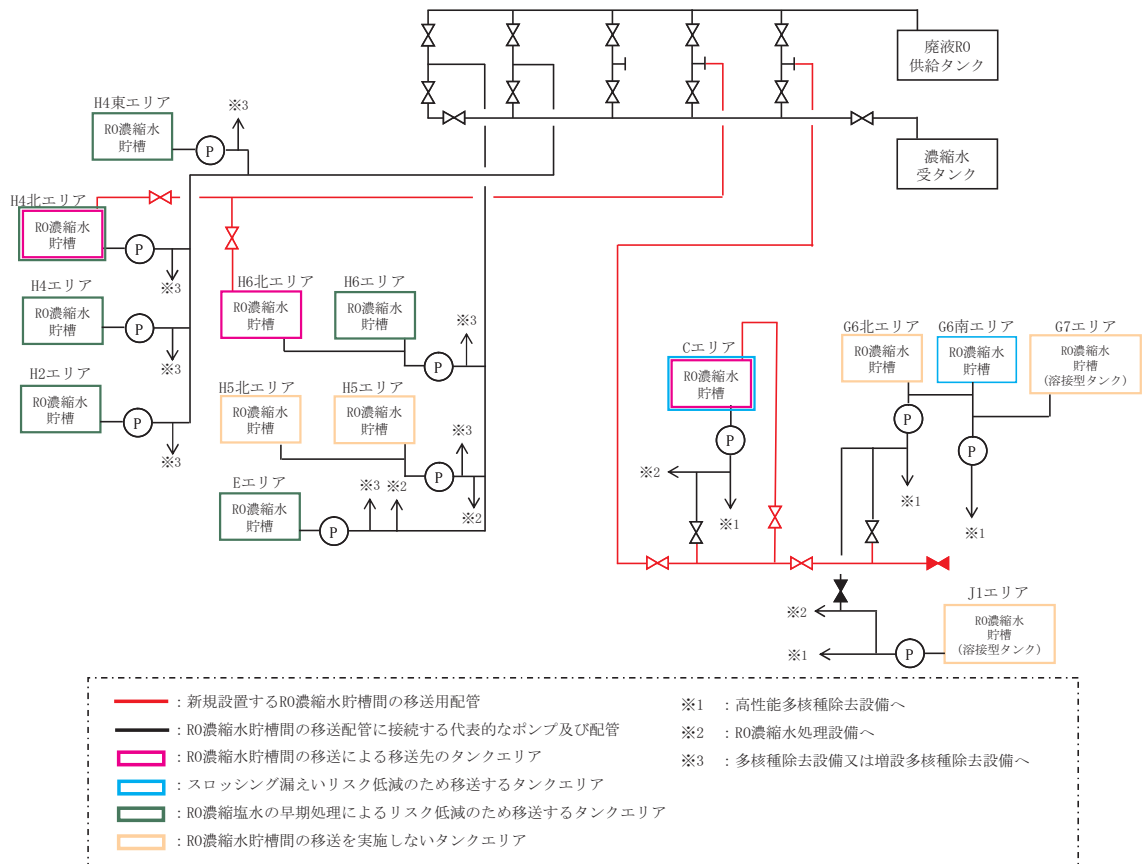 廃液RO
供給タンク
濃縮水
受タンク
H4東エリア
RO濃縮水
貯槽
P
※3
H4北エリア
RO濃縮水
貯槽
P
※3
H4エリア
RO濃縮水
貯槽
P
※3
H2エリア
RO濃縮水
貯槽
P
※3
H6北エリア
RO濃縮水
貯槽
H6エリア
RO濃縮水
貯槽
P
※3
H5北エリア
RO濃縮水
貯槽
H5エリア
RO濃縮水
貯槽
P
※3
※2
Eエリア
RO濃縮水
貯槽
P
※3
※2
Cエリア
RO濃縮水
貯槽
P
※2
※1
G6北エリア
RO濃縮水
貯槽
P
※1
G6南エリア
RO濃縮水
貯槽
P
※1
G7エリア
RO濃縮水
貯槽
(溶接型タンク)
J1エリア
RO濃縮水
貯槽
(溶接型タンク)
P
※2
※1
：新規設置するRO濃縮水貯槽間の移送用配管
：RO濃縮水貯槽間の移送配管に接続する代表的なポンプ及び配管
：RO濃縮水貯槽間の移送による移送先のタンクエリア
：スロッシング漏えいリスク低減のため移送するタンクエリア
：RO濃縮塩水の早期処理によるリスク低減のため移送するタンクエリア
：RO濃縮水貯槽間の移送を実施しないタンクエリア
※1　：高性能多核種除去設備へ
※2　：RO濃縮水処理設備へ
※3　：多核種除去設備又は増設多核種除去設備へ